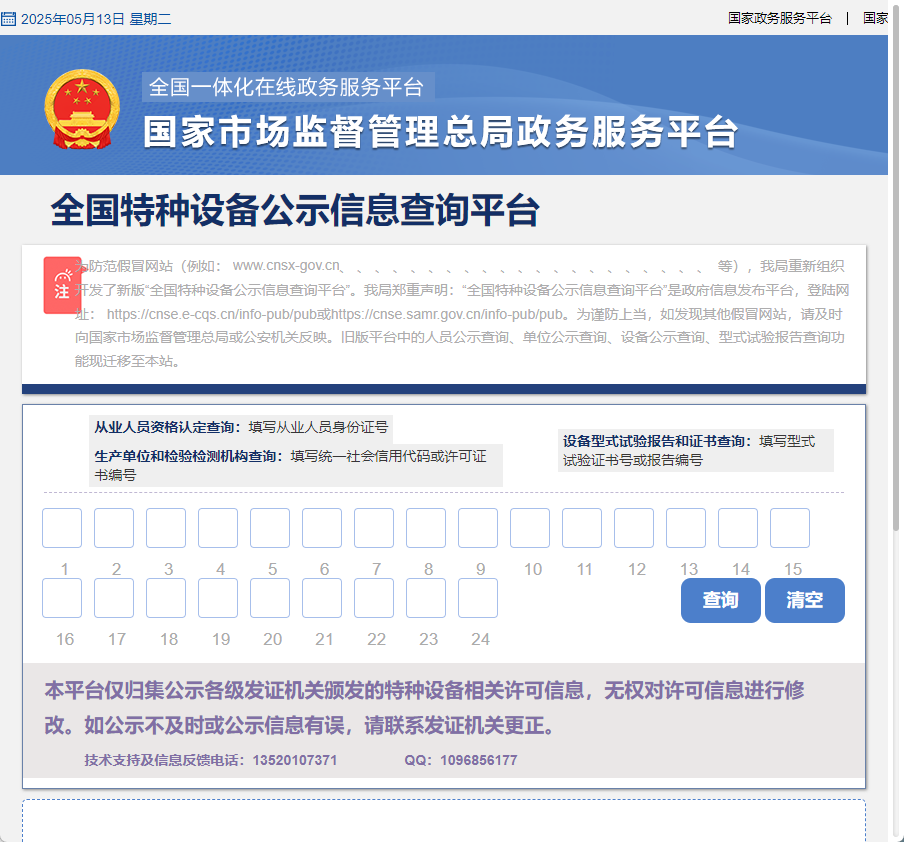 2025年05月13日 星期二
国家政务服务平台 | 国家
全国一体化在线政务服务平台
国家市场监督管理总局政务服务平台
全国特种设备公示信息查询平台
注
为防范假冒网站（例如： www.cnsx-gov.cn、 、 、 、 、 、 、 、 、 、 、 、 、 、 、 、 、 、 、 、 、 等），我局重新组织
开发了新版“全国特种设备公示信息查询平台”。我局郑重声明：“全国特种设备公示信息查询平台”是政府信息发布平台，登陆网
址： https://cnse.e-cqs.cn/info-pub/pub或https://cnse.samr.gov.cn/info-pub/pub。为谨防上当，如发现其他假冒网站，请及时
向国家市场监督管理总局或公安机关反映。旧版平台中的人员公示查询、单位公示查询、设备公示查询、型式试验报告查询功
能现迁移至本站。
从业人员资格认定查询：填写从业人员身份证号
生产单位和检验检测机构查询：填写统一社会信用代码或许可证
书编号
设备型式试验报告和证书查询：填写型式
试验证书号或报告编号
1 2 3 4 5 6 7 8 9 10 11 12 13 14 15
查询 清空
16 17 18 19 20 21 22 23 24
本平台仅归集公示各级发证机关颁发的特种设备相关许可信息，无权对许可信息进行修
改。如公示不及时或公示信息有误，请联系发证机关更正。
技术支持及信息反馈电话：13520107371 QQ：1096856177